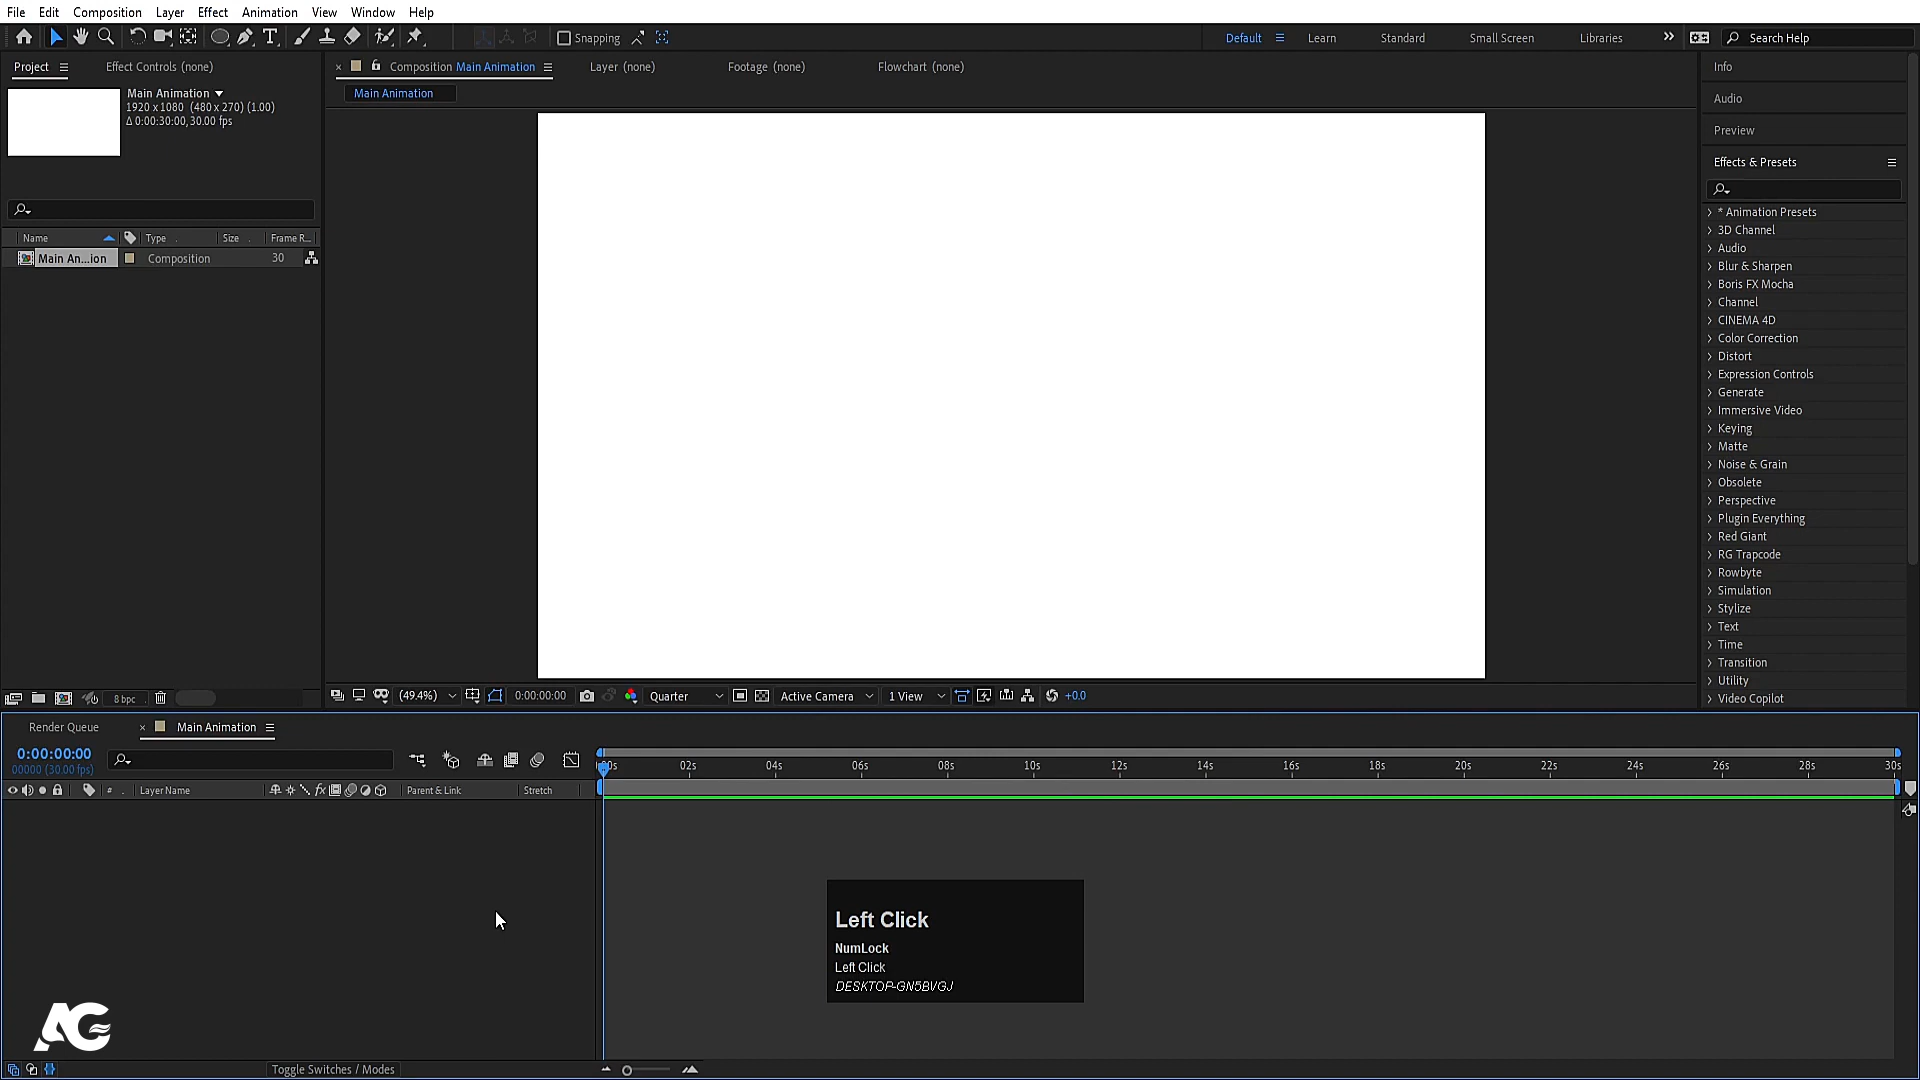 File Edit Composition Layer Effect Animation View Window Help
Snapping
Default Learn Standard Small Screen Libraries Search Help
Project Effect Controls (none)
Composition Main Animation Layer (none) Footage (none) Flowchart (none)
Main Animation
Main Animation
1920 x 1080 (480 x 270) (1.00)
Δ 0:00:30:00, 30.00 fps
Name Type Size Frame R...
Main An...ion Composition 30
Info
Audio
Preview
Effects & Presets
* Animation Presets
3D Channel
Audio
Blur & Sharpen
Boris FX Mocha
Channel
CINEMA 4D
Color Correction
Distort
Expression Controls
Generate
Immersive Video
Keying
Matte
Noise & Grain
Obsolete
Perspective
Plugin Everything
Red Giant
RG Trapcode
Rowbyte
Simulation
Stylize
Text
Time
Transition
Utility
Video Copilot
8 bpc
(49.4%) 0:00:00:00 Quarter Active Camera 1 View +0.0
Render Queue Main Animation
0:00:00:00
00000 (30.00 fps)
02s 04s 06s 08s 10s 12s 14s 16s 18s 20s 22s 24s 26s 28s 30s
# Layer Name fx Parent & Link Stretch
Left Click
NumLock
Left Click
DESKTOP-GN5BVGJ
AG
Toggle Switches / Modes